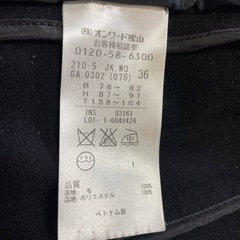 (株)オンワード樫山
お客様相談室
0120-58-6300
210-5 JK.WO 36
GA 0302 (075)
B 78~ 82
H 87~ 91
T158~164
INS. 93161
LOT- 1-6049424
1
品質
表地 毛 100%
裏地 ポリエステル 100%
ベトナム製